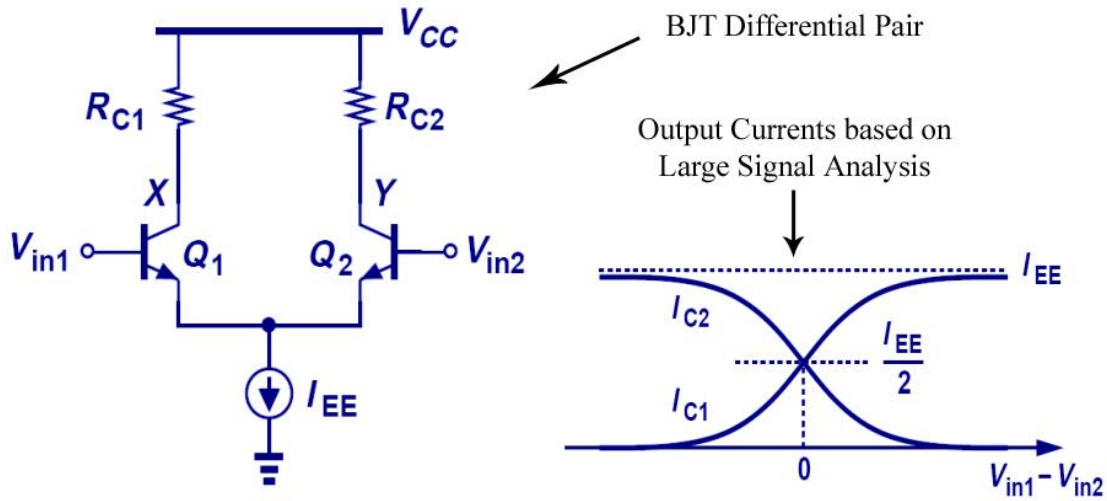 V_CC
BJT Differential Pair
R_C1
R_C2
Output Currents based on
Large Signal Analysis
X
Y
V_in1
Q_1
Q_2
V_in2
I_EE
I_C2
I_EE
I_EE/2
I_C1
0
V_in1 – V_in2